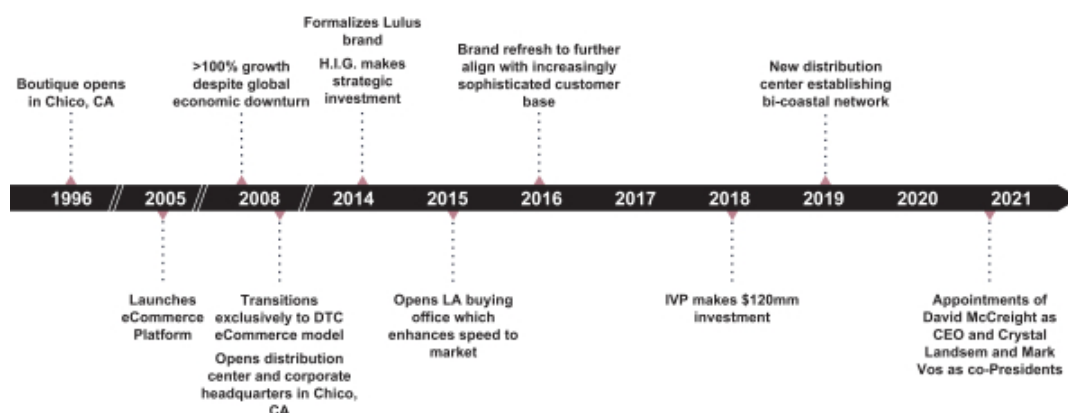 Boutique opens
in Chico, CA
>100% growth
despite global
economic downturn
Formalizes Lulus
brand
H.I.G. makes
strategic
investment
Brand refresh to further
align with increasingly
sophisticated customer
base
New distribution
center establishing
bi-coastal network
1996 2005 2008 2014 2015 2016 2017 2018 2019 2020 2021
Launches
eCommerce
Platform
Transitions
exclusively to DTC
eCommerce model
Opens distribution
center and corporate
headquarters in Chico,
CA
Opens LA buying
office which
enhances speed to
market
IVP makes $120mm
investment
Appointments of
David McCreight as
CEO and Crystal
Landsem and Mark
Vos as co-Presidents